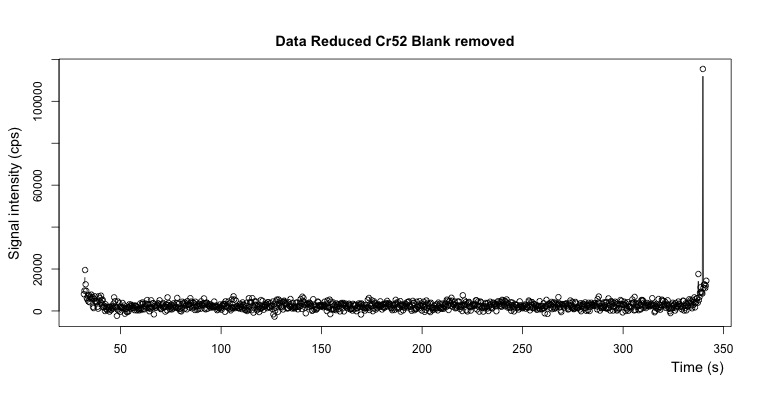 Data Reduced Cr52 Blank removed
Signal intensity (cps)
100000
60000
20000
0
50 100 150 200 250 300 350
Time (s)